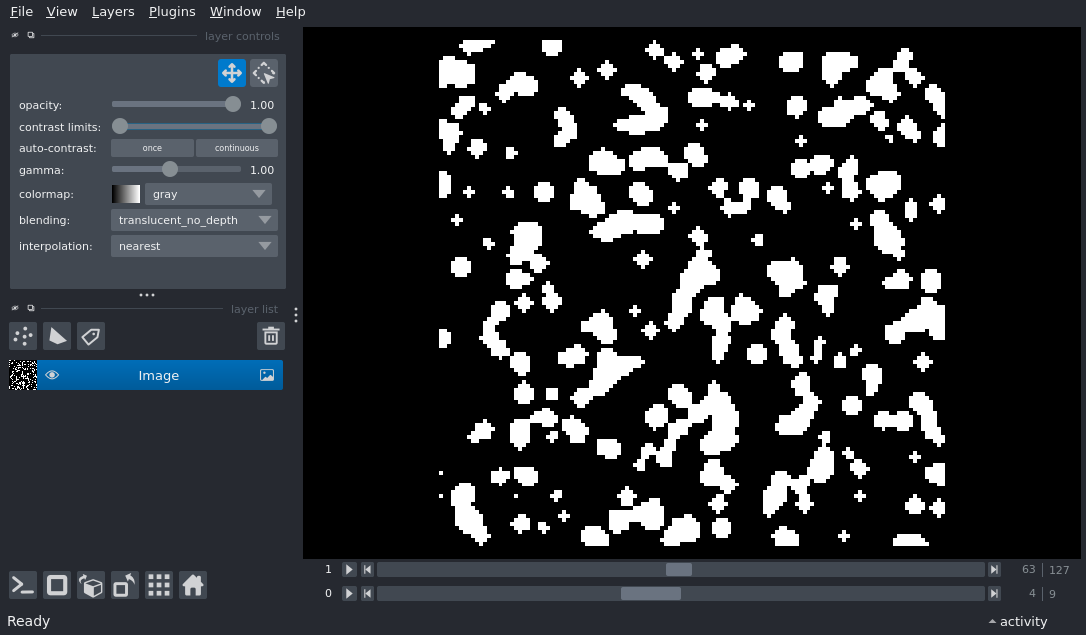 File View Layers Plugins Window Help
layer controls
opacity: 1.00
contrast limits:
auto-contrast: once continuous
gamma: 1.00
colormap: gray
blending: translucent_no_depth
interpolation: nearest
layer list
Image
1 63 127
0 4 9
Ready activity